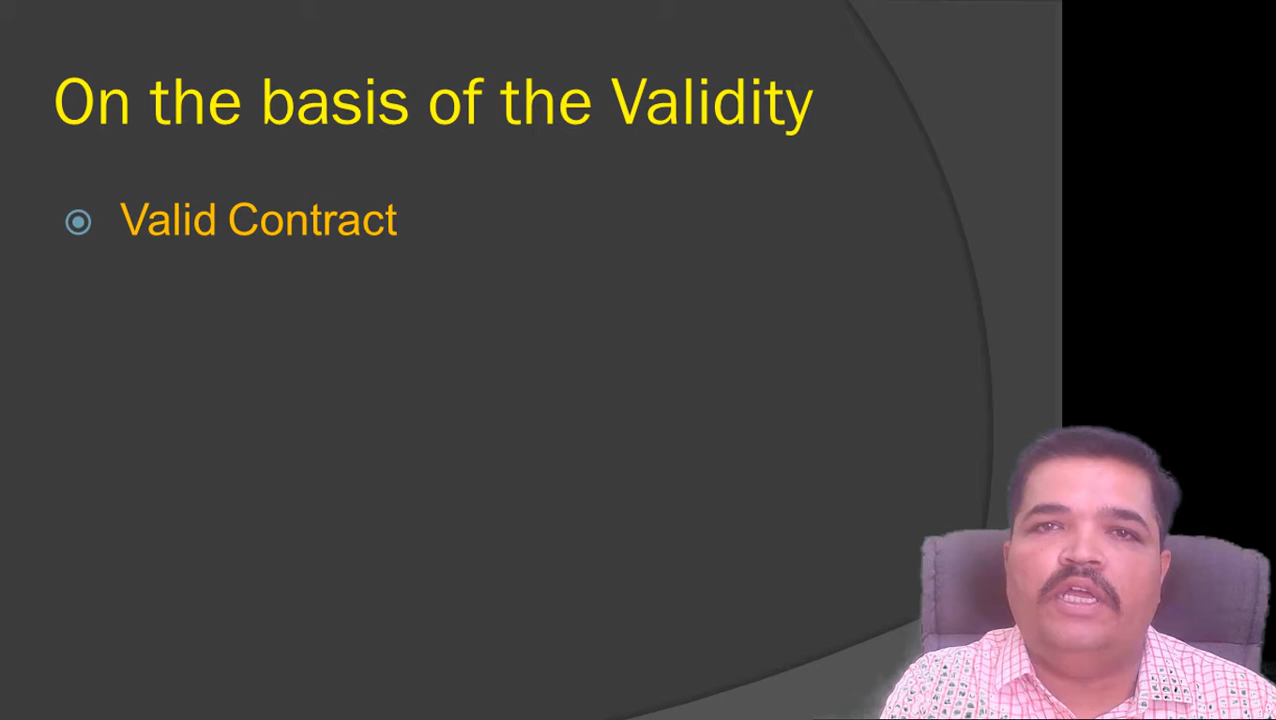 On the basis of the Validity
Valid Contract